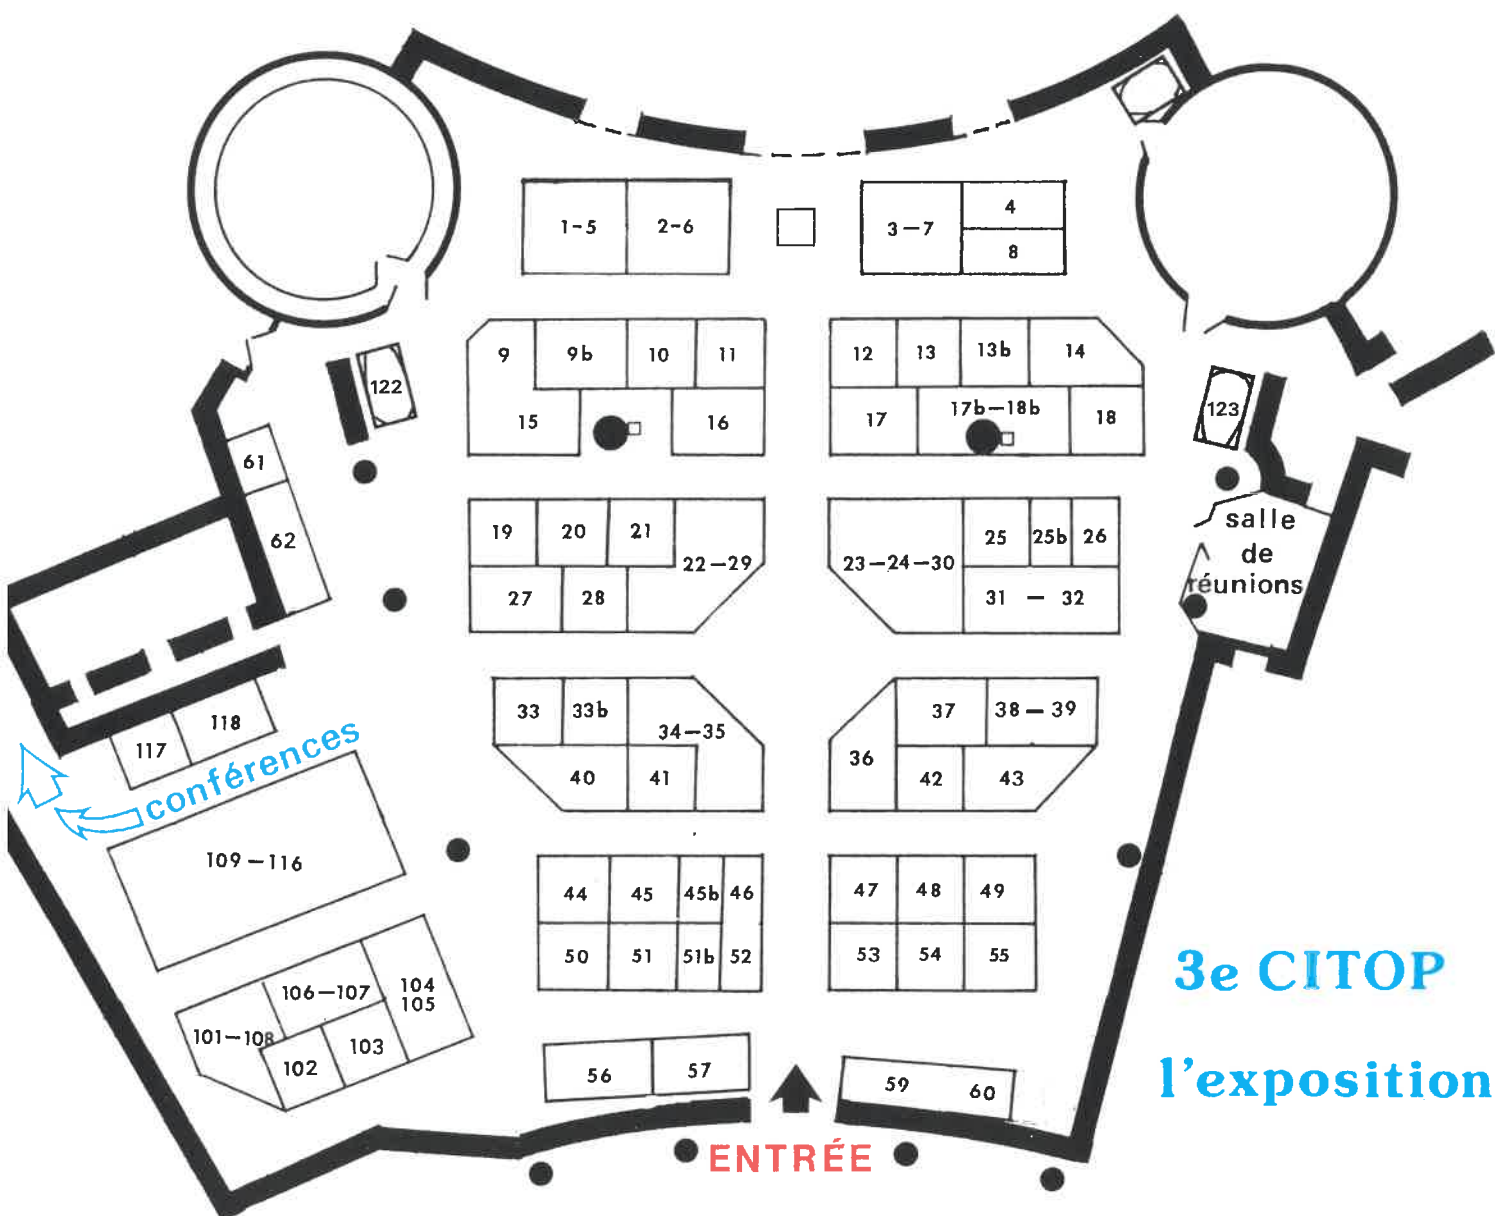 1-5 2-6 3-7 4
8
9 9b 10 11 12 13 13b 14
122 123
15 16 17 17b-18b 18
61
62
19 20 21 22-29 23-24-30 25 25b 26
salle
de
réunions
27 28 31 - 32
33 33b 34-35 36 37 38-39
40 41 42 43
117 118
conférences
109-116
44 45 45b 46 47 48 49
50 51 51b 52 53 54 55
3e CITOP
l'exposition
101-108 106-107 104
105
102 103
56 57 59 60
ENTRÉE